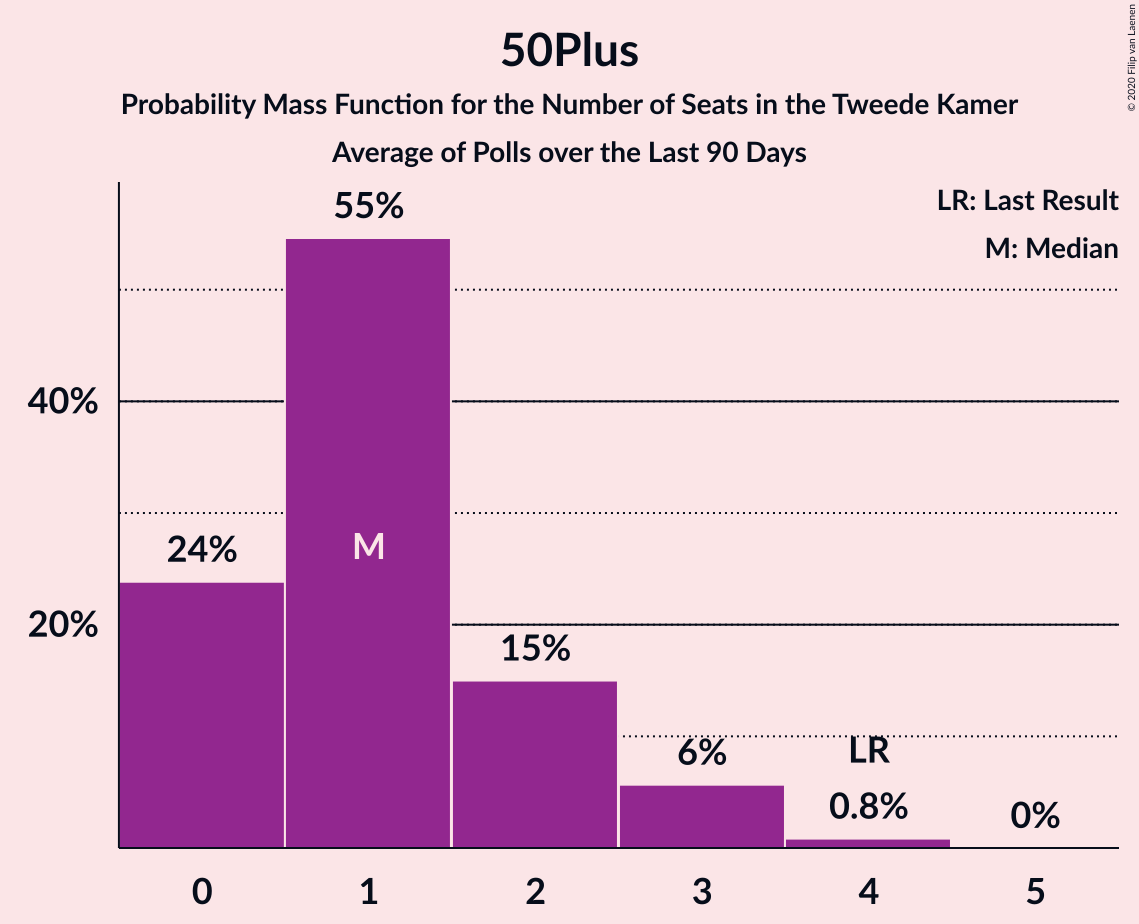 50Plus
Probability Mass Function for the Number of Seats in the Tweede Kamer
Average of Polls over the Last 90 Days
© 2020 Filip van Laenen
LR: Last Result
M: Median
55%
40%
24%
M
20%
15%
6%
LR
0.8%
0%
0 1 2 3 4 5